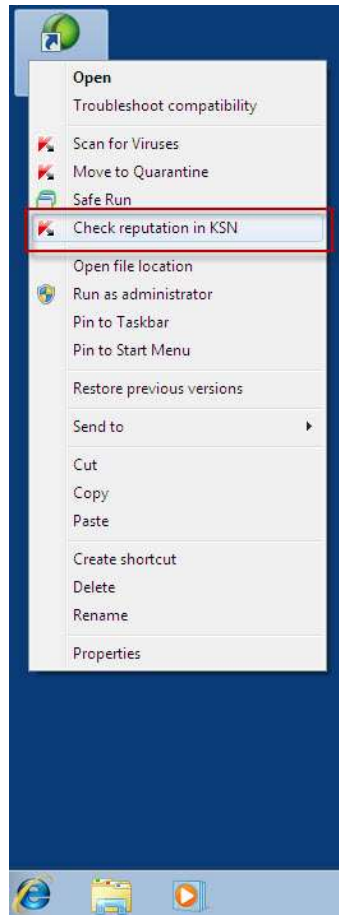 Open
Troubleshoot compatibility
Scan for Viruses
Move to Quarantine
Safe Run
Check reputation in KSN
Open file location
Run as administrator
Pin to Taskbar
Pin to Start Menu
Restore previous versions
Send to
Cut
Copy
Paste
Create shortcut
Delete
Rename
Properties